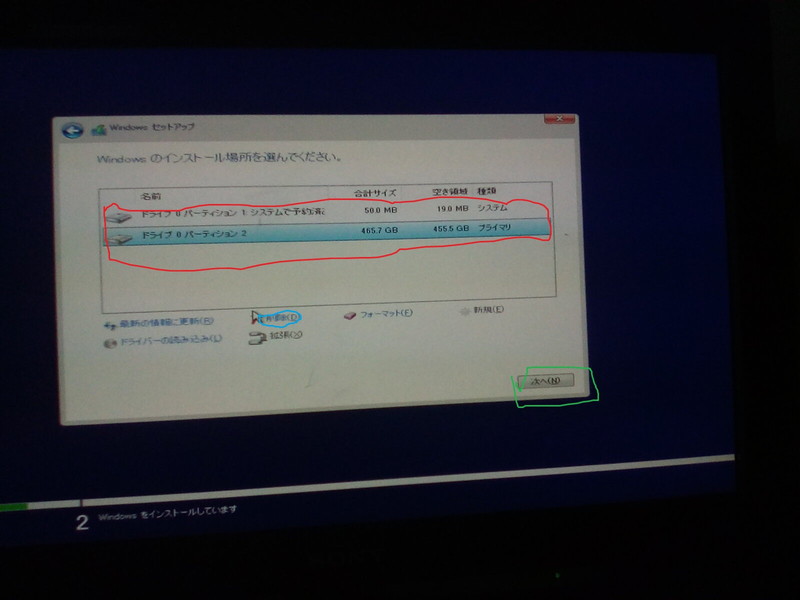 Windows セットアップ
Windows のインストール場所を選んでください。
名前 合計サイズ 空き領域 種類
ドライブ 0 パーティション 1: システムで予約済み 50.0 MB 19.0 MB システム
ドライブ 0 パーティション 2 465.7 GB 455.5 GB プライマリ
最新の情報に更新(R) 削除(D) フォーマット(F) 新規(E)
ドライバーの読み込み(L) 拡張(X)
次へ(N)
2 Windows をインストールしています